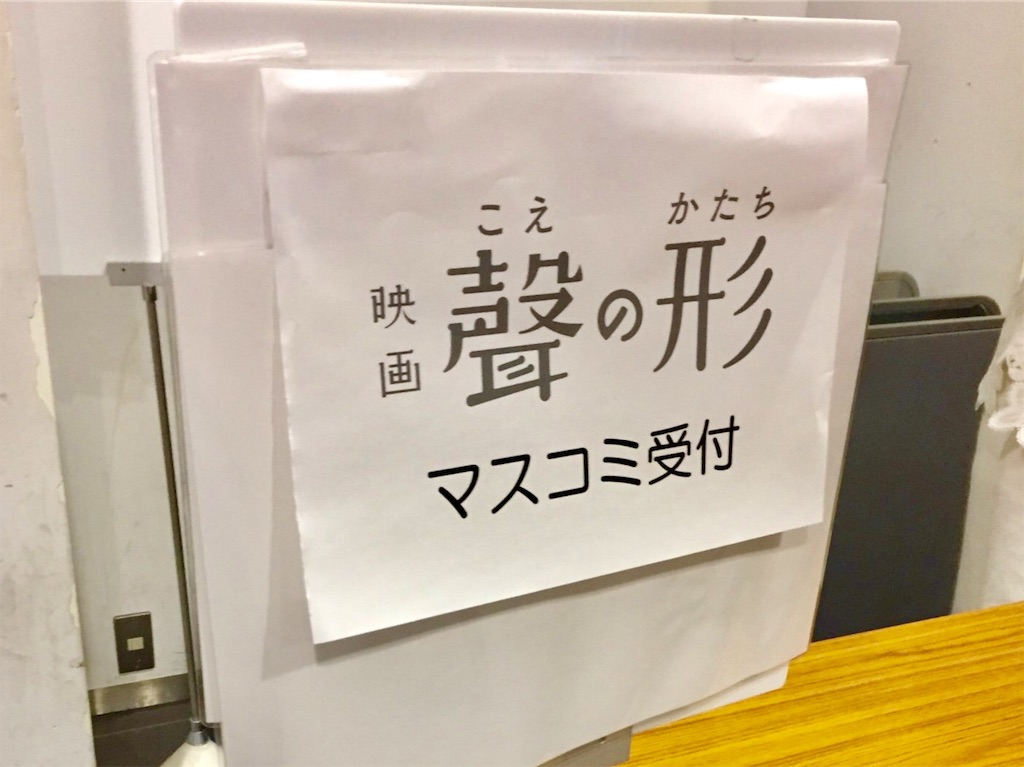 こえ かたち
映画 聲の形
マスコミ受付